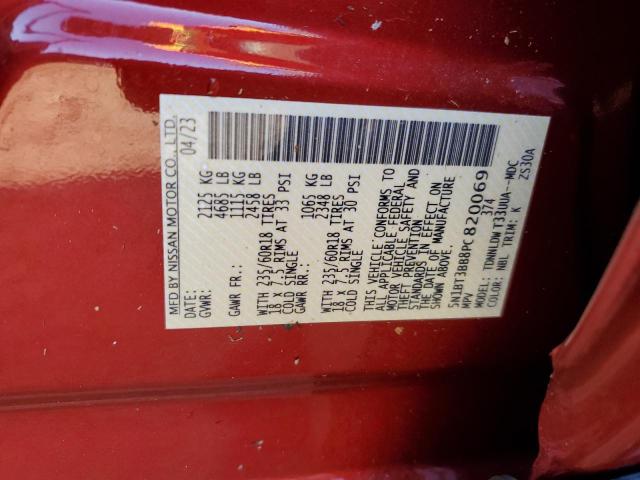 MFD BY NISSAN MOTOR CO., LTD.
DATE: 04/23
GVWR: 2125 KG
4685 LB
GAWR FR: 1115 KG
2458 LB
WITH 235/60R18 TIRES
18 x 7.5 RIMS AT 33 PSI
COLD SINGLE
GAWR RR: 1065 KG
2348 LB
WITH 235/60R18 TIRES
18 x 7.5 RIMS AT 30 PSI
COLD SINGLE
THIS VEHICLE CONFORMS TO
ALL APPLICABLE FEDERAL
MOTOR VEHICLE SAFETY AND
THEFT PREVENTION
STANDARDS IN EFFECT ON
THE DATE OF MANUFACTURE
SHOWN ABOVE.
5N1BT3BB8PC820069
MPV 374
MODEL: TDNNLDW T33UUA--MDC
COLOR: NBL TRIM: K ZS30A